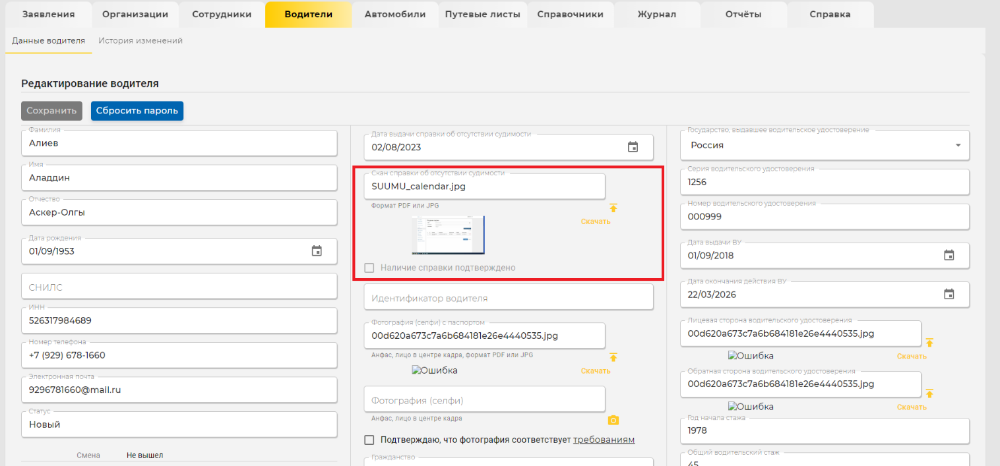 Заявления
Организации
Сотрудники
Водители
Автомобили
Путевые листы
Справочники
Журнал
Отчёты
Справка
Данные водителя
История изменений
Редактирование водителя
Сохранить
Сбросить пароль
Фамилия
Алиев
Имя
Аладдин
Отчество
Аскер-Олгы
Дата рождения
01/09/1953
СНИЛС
ИНН
526317984689
Номер телефона
+7 (929) 678-1660
Электронная почта
9296781660@mail.ru
Статус
Новый
Смена
Не вышел
Дата выдачи справки об отсутствии судимости
02/08/2023
Скан справки об отсутствии судимости
SUUMU_calendar.jpg
Формат PDF или JPG
Скачать
Наличие справки подтверждено
Идентификатор водителя
Фотография (селфи) с паспортом
00d620a673c7a6b684181e26e4440535.jpg
Анфас, лицо в центре кадра, формат PDF или JPG
Ошибка
Скачать
Фотография (селфи)
Анфас, лицо в центре кадра
Подтверждаю, что фотография соответствует требованиям
Гражданство
Государство, выдавшее водительское удостоверение
Россия
Серия водительского удостоверения
1256
Номер водительского удостоверения
000999
Дата выдачи ВУ
01/09/2018
Дата окончания действия ВУ
22/03/2026
Лицевая сторона водительского удостоверения
00d620a673c7a6b684181e26e4440535.jpg
Ошибка
Скачать
Обратная сторона водительского удостоверения
00d620a673c7a6b684181e26e4440535.jpg
Ошибка
Скачать
Год начала стажа
1978
Общий водительский стаж
45